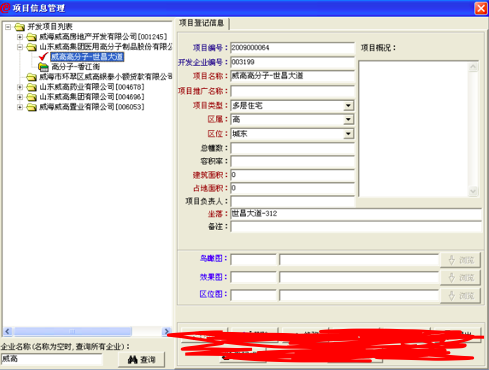 项目信息管理
开发项目列表
威海威高房地产开发有限公司[001245]
山东威高集团医用高分子制品股份有限公
威高高分子-世昌大道
高分子-香江街
威海市环翠区威高绵泰小额贷款有限公
山东威高药业有限公司[004678]
山东威高集团有限公司[004696]
威海威高置业有限公司[006053]
企业名称(名称为空时,查询所有企业):
威高
查询
项目登记信息
项目编号: 2009000064
项目概况:
开发企业编号: 003199
项目名称: 威高高分子-世昌大道
项目推广名称:
项目类型: 多层住宅
区属: 高
区位: 城东
总幢数:
容积率:
建筑面积: 0
占地面积: 0
项目负责人:
坐落: 世昌大道-312
备注:
鸟瞰图: 浏览
效果图: 浏览
区位图: 浏览